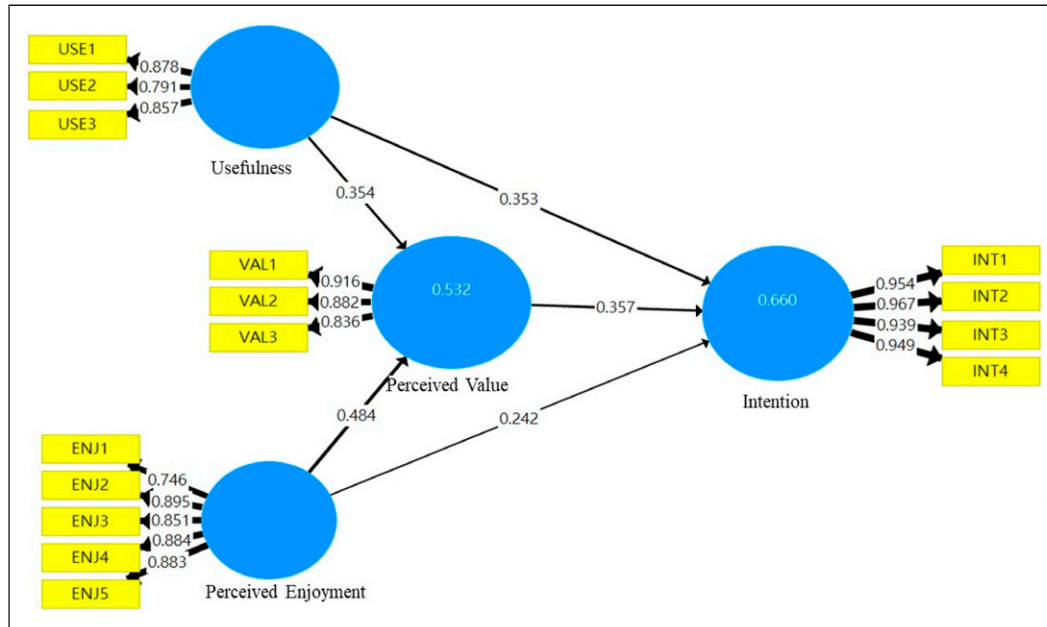 USE1
0.878
USE2
0.791
USE3
0.857
Usefulness
0.354
0.353
VAL1
0.916
VAL2
0.882
VAL3
0.836
0.532
Perceived Value
0.357
0.660
Intention
0.954
INT1
0.967
INT2
0.939
INT3
0.949
INT4
0.484
0.242
ENJ1
0.746
ENJ2
0.895
ENJ3
0.851
ENJ4
0.884
ENJ5
0.883
Perceived Enjoyment